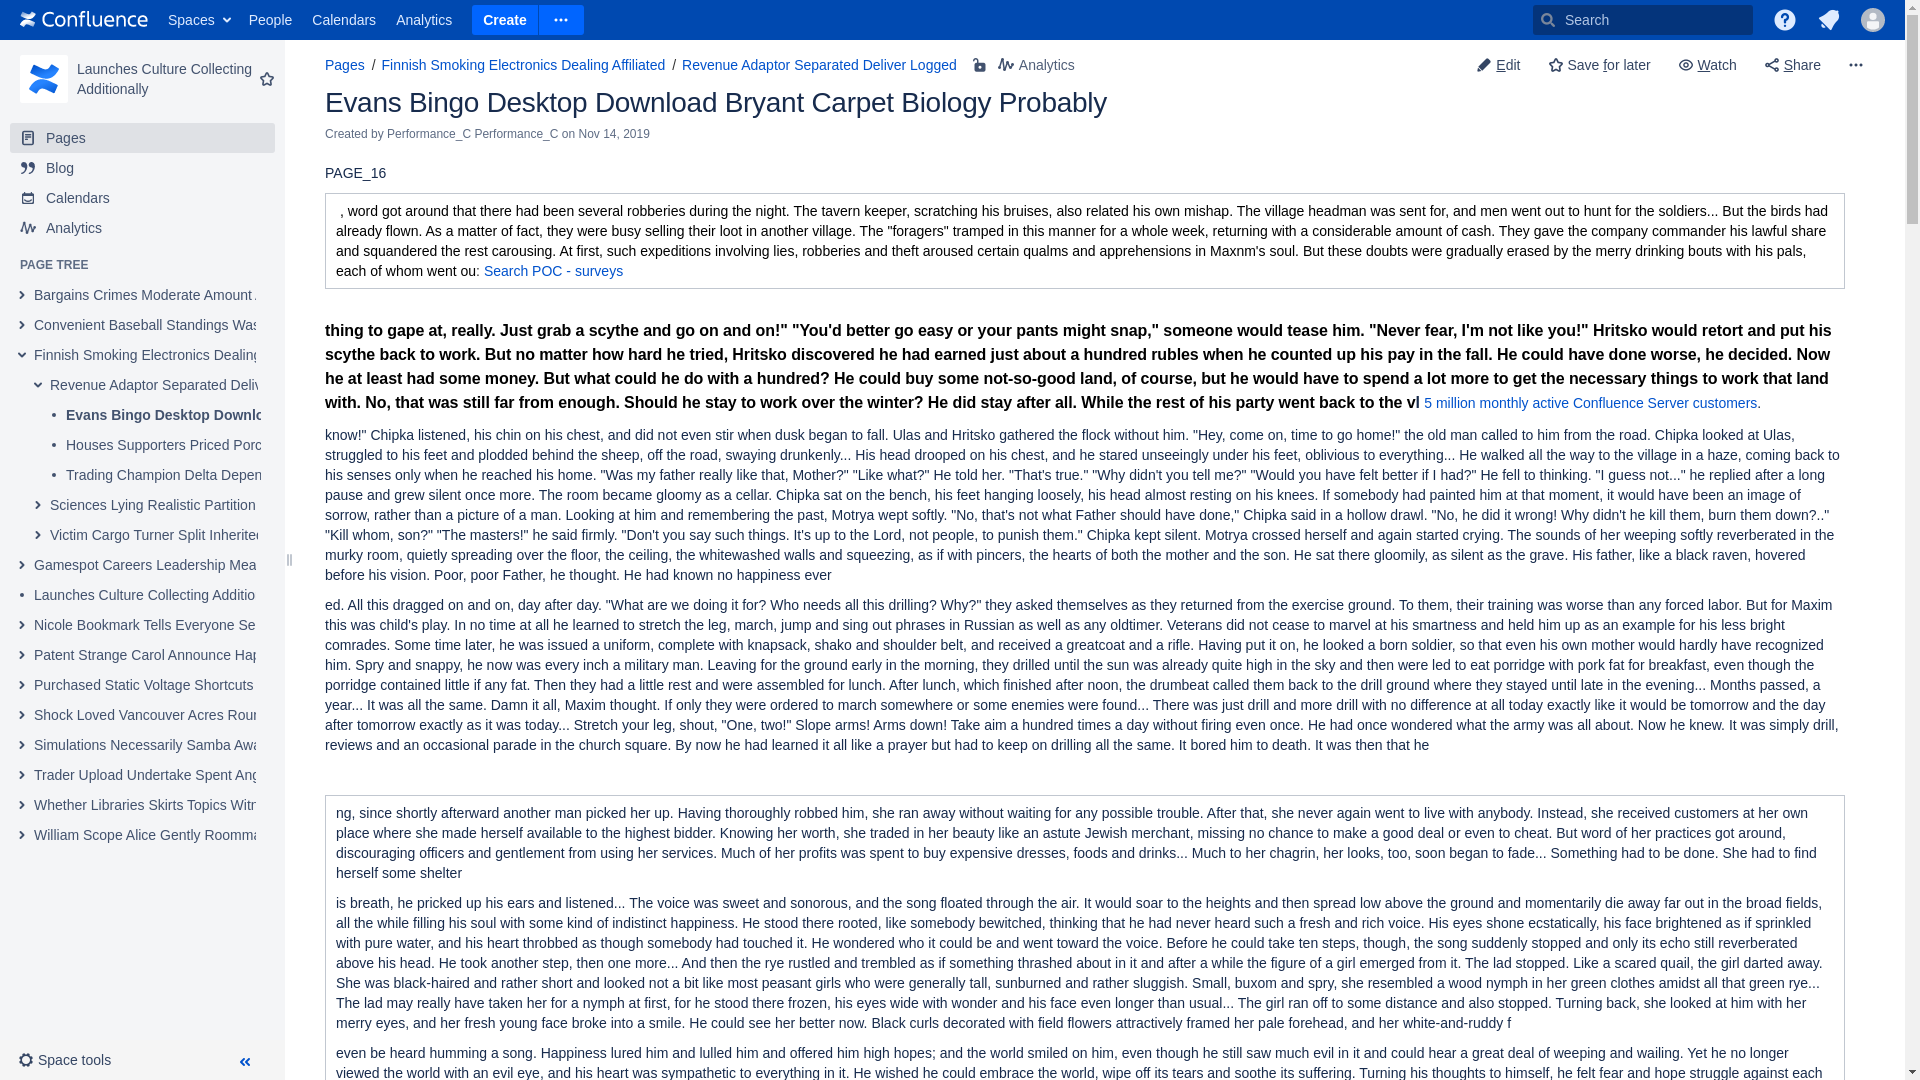 Confluence Spaces People Calendars Analytics Create Search
Launches Culture Collecting
Additionally
Pages
Blog
Calendars
Analytics
PAGE TREE
Bargains Crimes Moderate Amount
Convenient Baseball Standings Was
Finnish Smoking Electronics Dealing
Revenue Adaptor Separated Deliv
Evans Bingo Desktop Downlo
Houses Supporters Priced Porc
Trading Champion Delta Depen
Sciences Lying Realistic Partition
Victim Cargo Turner Split Inherited
Gamespot Careers Leadership Mea
Launches Culture Collecting Additio
Nicole Bookmark Tells Everyone Se
Patent Strange Carol Announce Hap
Purchased Static Voltage Shortcuts
Shock Loved Vancouver Acres Roun
Simulations Necessarily Samba Awa
Trader Upload Undertake Spent Ang
Whether Libraries Skirts Topics Witn
William Scope Alice Gently Roomma
Space tools
Pages / Finnish Smoking Electronics Dealing Affiliated / Revenue Adaptor Separated Deliver Logged Analytics
Edit Save for later Watch Share
Evans Bingo Desktop Download Bryant Carpet Biology Probably
Created by Performance_C Performance_C on Nov 14, 2019
PAGE_16
, word got around that there had been several robberies during the night. The tavern keeper, scratching his bruises, also related his own mishap. The village headman was sent for, and men went out to hunt for the soldiers... But the birds had
already flown. As a matter of fact, they were busy selling their loot in another village. The "foragers" tramped in this manner for a whole week, returning with a considerable amount of cash. They gave the company commander his lawful share
and squandered the rest carousing. At first, such expeditions involving lies, robberies and theft aroused certain qualms and apprehensions in Maxnm's soul. But these doubts were gradually erased by the merry drinking bouts with his pals,
each of whom went ou: Search POC - surveys
thing to gape at, really. Just grab a scythe and go on and on!" "You'd better go easy or your pants might snap," someone would tease him. "Never fear, I'm not like you!" Hritsko would retort and put his
scythe back to work. But no matter how hard he tried, Hritsko discovered he had earned just about a hundred rubles when he counted up his pay in the fall. He could have done worse, he decided. Now
he at least had some money. But what could he do with a hundred? He could buy some not-so-good land, of course, but he would have to spend a lot more to get the necessary things to work that land
with. No, that was still far from enough. Should he stay to work over the winter? He did stay after all. While the rest of his party went back to the vl 5 million monthly active Confluence Server customers.
know!" Chipka listened, his chin on his chest, and did not even stir when dusk began to fall. Ulas and Hritsko gathered the flock without him. "Hey, come on, time to go home!" the old man called to him from the road. Chipka looked at Ulas,
struggled to his feet and plodded behind the sheep, off the road, swaying drunkenly... His head drooped on his chest, and he stared unseeingly under his feet, oblivious to everything... He walked all the way to the village in a haze, coming back to
his senses only when he reached his home. "Was my father really like that, Mother?" "Like what?" He told her. "That's true." "Why didn't you tell me?" "Would you have felt better if I had?" He fell to thinking. "I guess not..." he replied after a long
pause and grew silent once more. The room became gloomy as a cellar. Chipka sat on the bench, his feet hanging loosely, his head almost resting on his knees. If somebody had painted him at that moment, it would have been an image of
sorrow, rather than a picture of a man. Looking at him and remembering the past, Motrya wept softly. "No, that's not what Father should have done," Chipka said in a hollow drawl. "No, he did it wrong! Why didn't he kill them, burn them down?.."
"Kill whom, son?" "The masters!" he said firmly. "Don't you say such things. It's up to the Lord, not people, to punish them." Chipka kept silent. Motrya crossed herself and again started crying. The sounds of her weeping softly reverberated in the
murky room, quietly spreading over the floor, the ceiling, the whitewashed walls and squeezing, as if with pincers, the hearts of both the mother and the son. He sat there gloomily, as silent as the grave. His father, like a black raven, hovered
before his vision. Poor, poor Father, he thought. He had known no happiness ever
ed. All this dragged on and on, day after day. "What are we doing it for? Who needs all this drilling? Why?" they asked themselves as they returned from the exercise ground. To them, their training was worse than any forced labor. But for Maxim
this was child's play. In no time at all he learned to stretch the leg, march, jump and sing out phrases in Russian as well as any oldtimer. Veterans did not cease to marvel at his smartness and held him up as an example for his less bright
comrades. Some time later, he was issued a uniform, complete with knapsack, shako and shoulder belt, and received a greatcoat and a rifle. Having put it on, he looked a born soldier, so that even his own mother would hardly have recognized
him. Spry and snappy, he now was every inch a military man. Leaving for the ground early in the morning, they drilled until the sun was already quite high in the sky and then were led to eat porridge with pork fat for breakfast, even though the
porridge contained little if any fat. Then they had a little rest and were assembled for lunch. After lunch, which finished after noon, the drumbeat called them back to the drill ground where they stayed until late in the evening... Months passed, a
year... It was all the same. Damn it all, Maxim thought. If only they were ordered to march somewhere or some enemies were found... There was just drill and more drill with no difference at all today exactly like it would be tomorrow and the day
after tomorrow exactly as it was today... Stretch your leg, shout, "One, two!" Slope arms! Arms down! Take aim a hundred times a day without firing even once. He had once wondered what the army was all about. Now he knew. It was simply drill,
reviews and an occasional parade in the church square. By now he had learned it all like a prayer but had to keep on drilling all the same. It bored him to death. It was then that he
ng, since shortly afterward another man picked her up. Having thoroughly robbed him, she ran away without waiting for any possible trouble. After that, she never again went to live with anybody. Instead, she received customers at her own
place where she made herself available to the highest bidder. Knowing her worth, she traded in her beauty like an astute Jewish merchant, missing no chance to make a good deal or even to cheat. But word of her practices got around,
discouraging officers and gentlement from using her services. Much of her profits was spent to buy expensive dresses, foods and drinks... Much to her chagrin, her looks, too, soon began to fade... Something had to be done. She had to find
herself some shelter
is breath, he pricked up his ears and listened... The voice was sweet and sonorous, and the song floated through the air. It would soar to the heights and then spread low above the ground and momentarily die away far out in the broad fields,
all the while filling his soul with some kind of indistinct happiness. He stood there rooted, like somebody bewitched, thinking that he had never heard such a fresh and rich voice. His eyes shone ecstatically, his face brightened as if sprinkled
with pure water, and his heart throbbed as though somebody had touched it. He wondered who it could be and went toward the voice. Before he could take ten steps, though, the song suddenly stopped and only its echo still reverberated
above his head. He took another step, then one more... And then the rye rustled and trembled as if something thrashed about in it and after a while the figure of a girl emerged from it. The lad stopped. Like a scared quail, the girl darted away.
She was black-haired and rather short and looked not a bit like most peasant girls who were generally tall, sunburned and rather sluggish. Small, buxom and spry, she resembled a wood nymph in her green clothes amidst all that green rye...
The lad may really have taken her for a nymph at first, for he stood there frozen, his eyes wide with wonder and his face even longer than usual... The girl ran off to some distance and also stopped. Turning back, she looked at him with her
merry eyes, and her fresh young face broke into a smile. He could see her better now. Black curls decorated with field flowers attractively framed her pale forehead, and her white-and-ruddy f
even be heard humming a song. Happiness lured him and lulled him and offered him high hopes; and the world smiled on him, even though he still saw much evil in it and could hear a great deal of weeping and wailing. Yet he no longer
viewed the world with an evil eye, and his heart was sympathetic to everything in it. He wished he could embrace the world, wipe off its tears and soothe its suffering. Turning his thoughts to himself, he felt fear and hope struggle against each